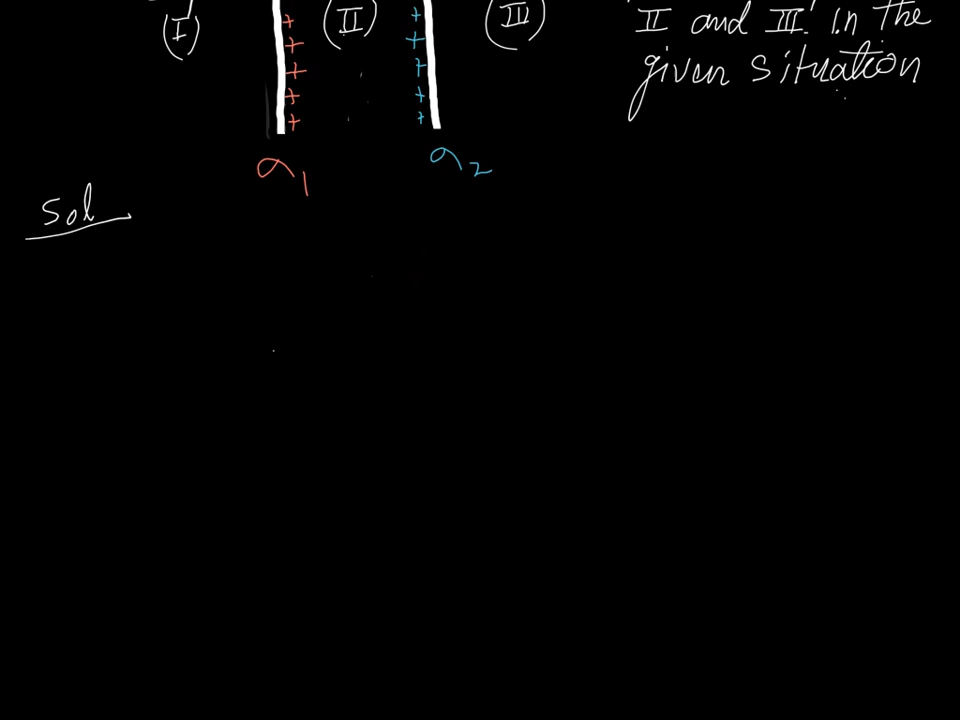 (I) (II) (III)
II and III in the
given situation
σ1 σ2
Sol